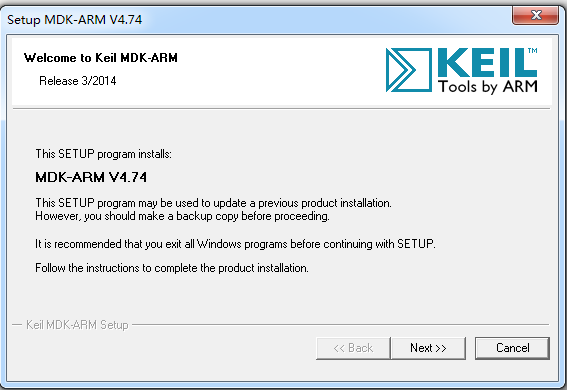 Setup MDK-ARM V4.74
Welcome to Keil MDK-ARM
Release 3/2014
KEIL™
Tools by ARM
This SETUP program installs:
MDK-ARM V4.74
This SETUP program may be used to update a previous product installation.
However, you should make a backup copy before proceeding.
It is recommended that you exit all Windows programs before continuing with SETUP.
Follow the instructions to complete the product installation.
Keil MDK-ARM Setup
<< Back
Next >>
Cancel